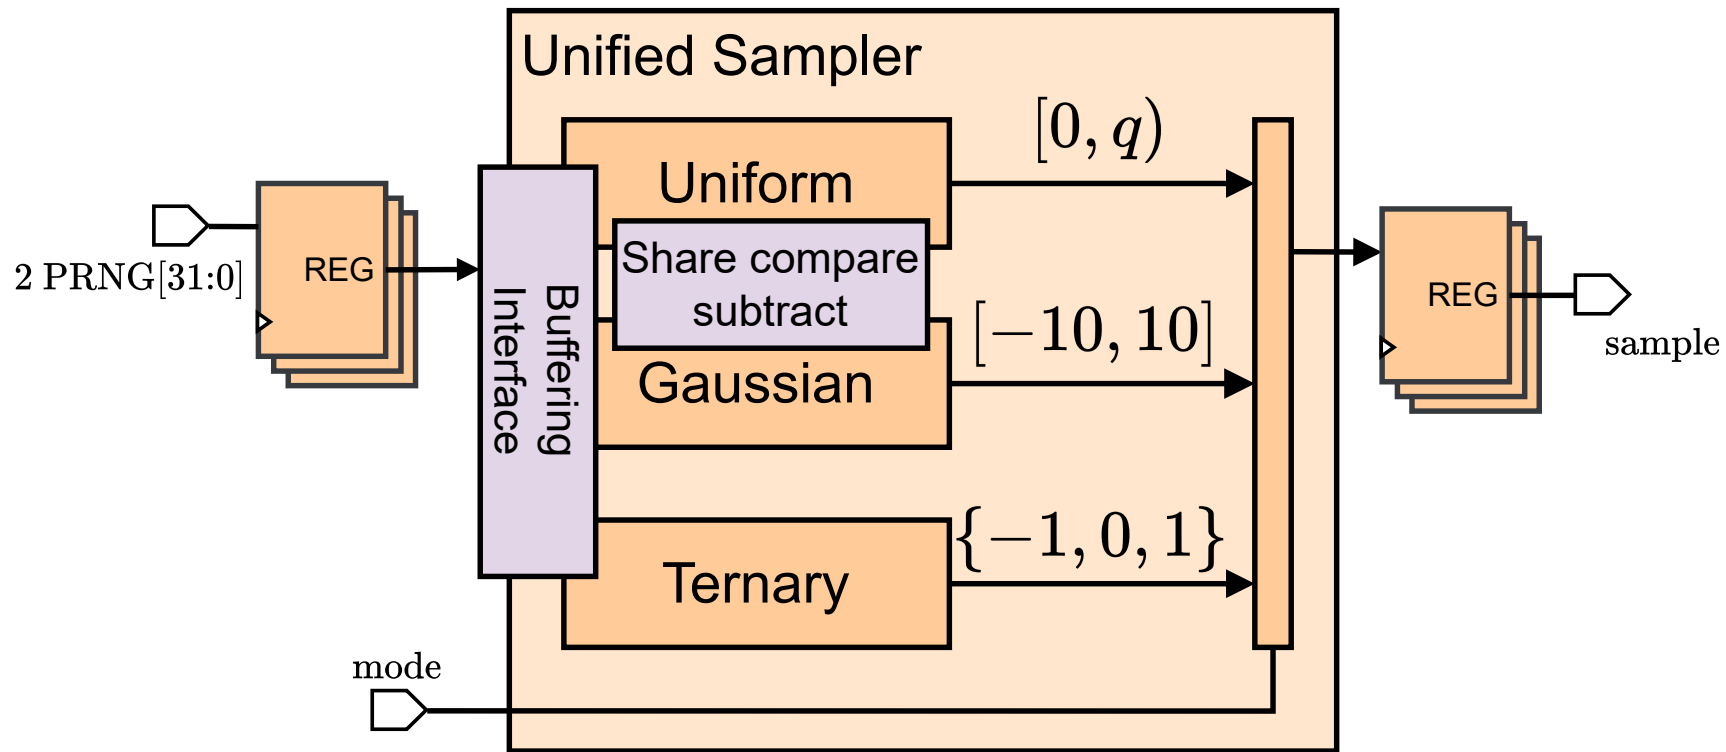 Unified Sampler
2 PRNG[31:0]
REG
Buffering
Interface
Uniform
Share compare
subtract
Gaussian
Ternary
[0, q)
[−10, 10]
{−1, 0, 1}
REG
sample
mode